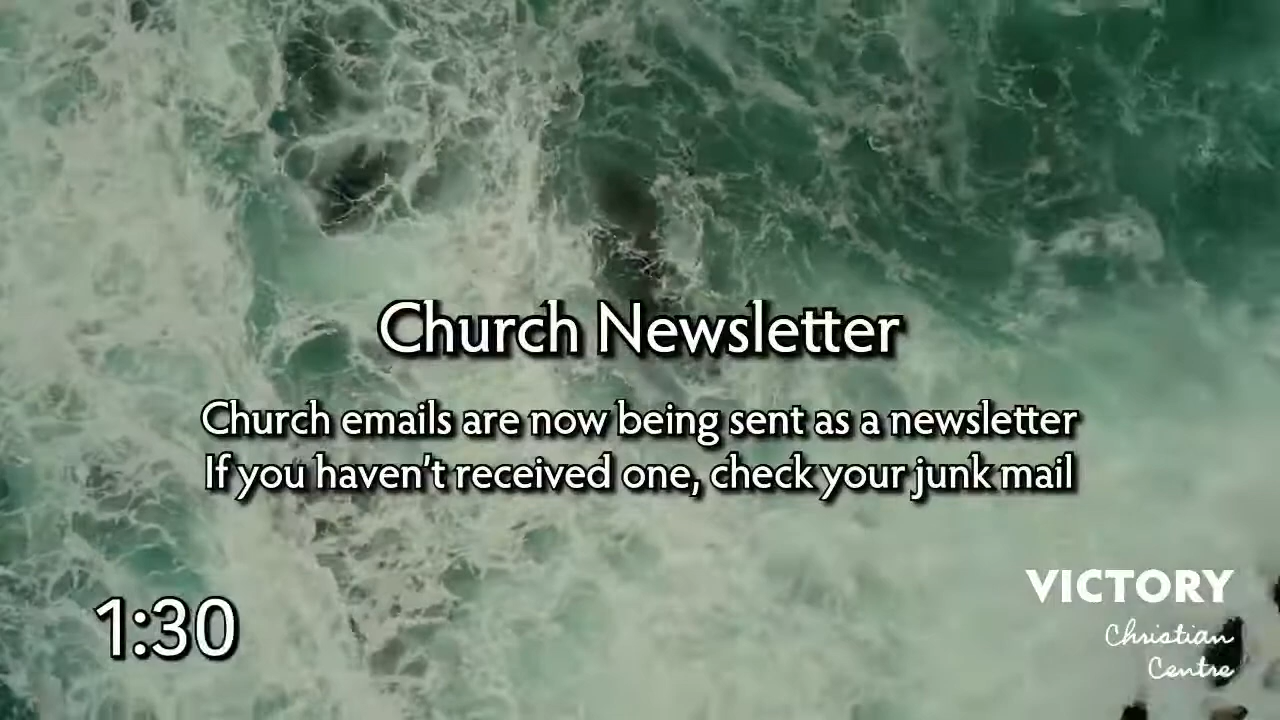 Church Newsletter
Church emails are now being sent as a newsletter
If you haven't received one, check your junk mail
1:30
VICTORY
Christian
Centre